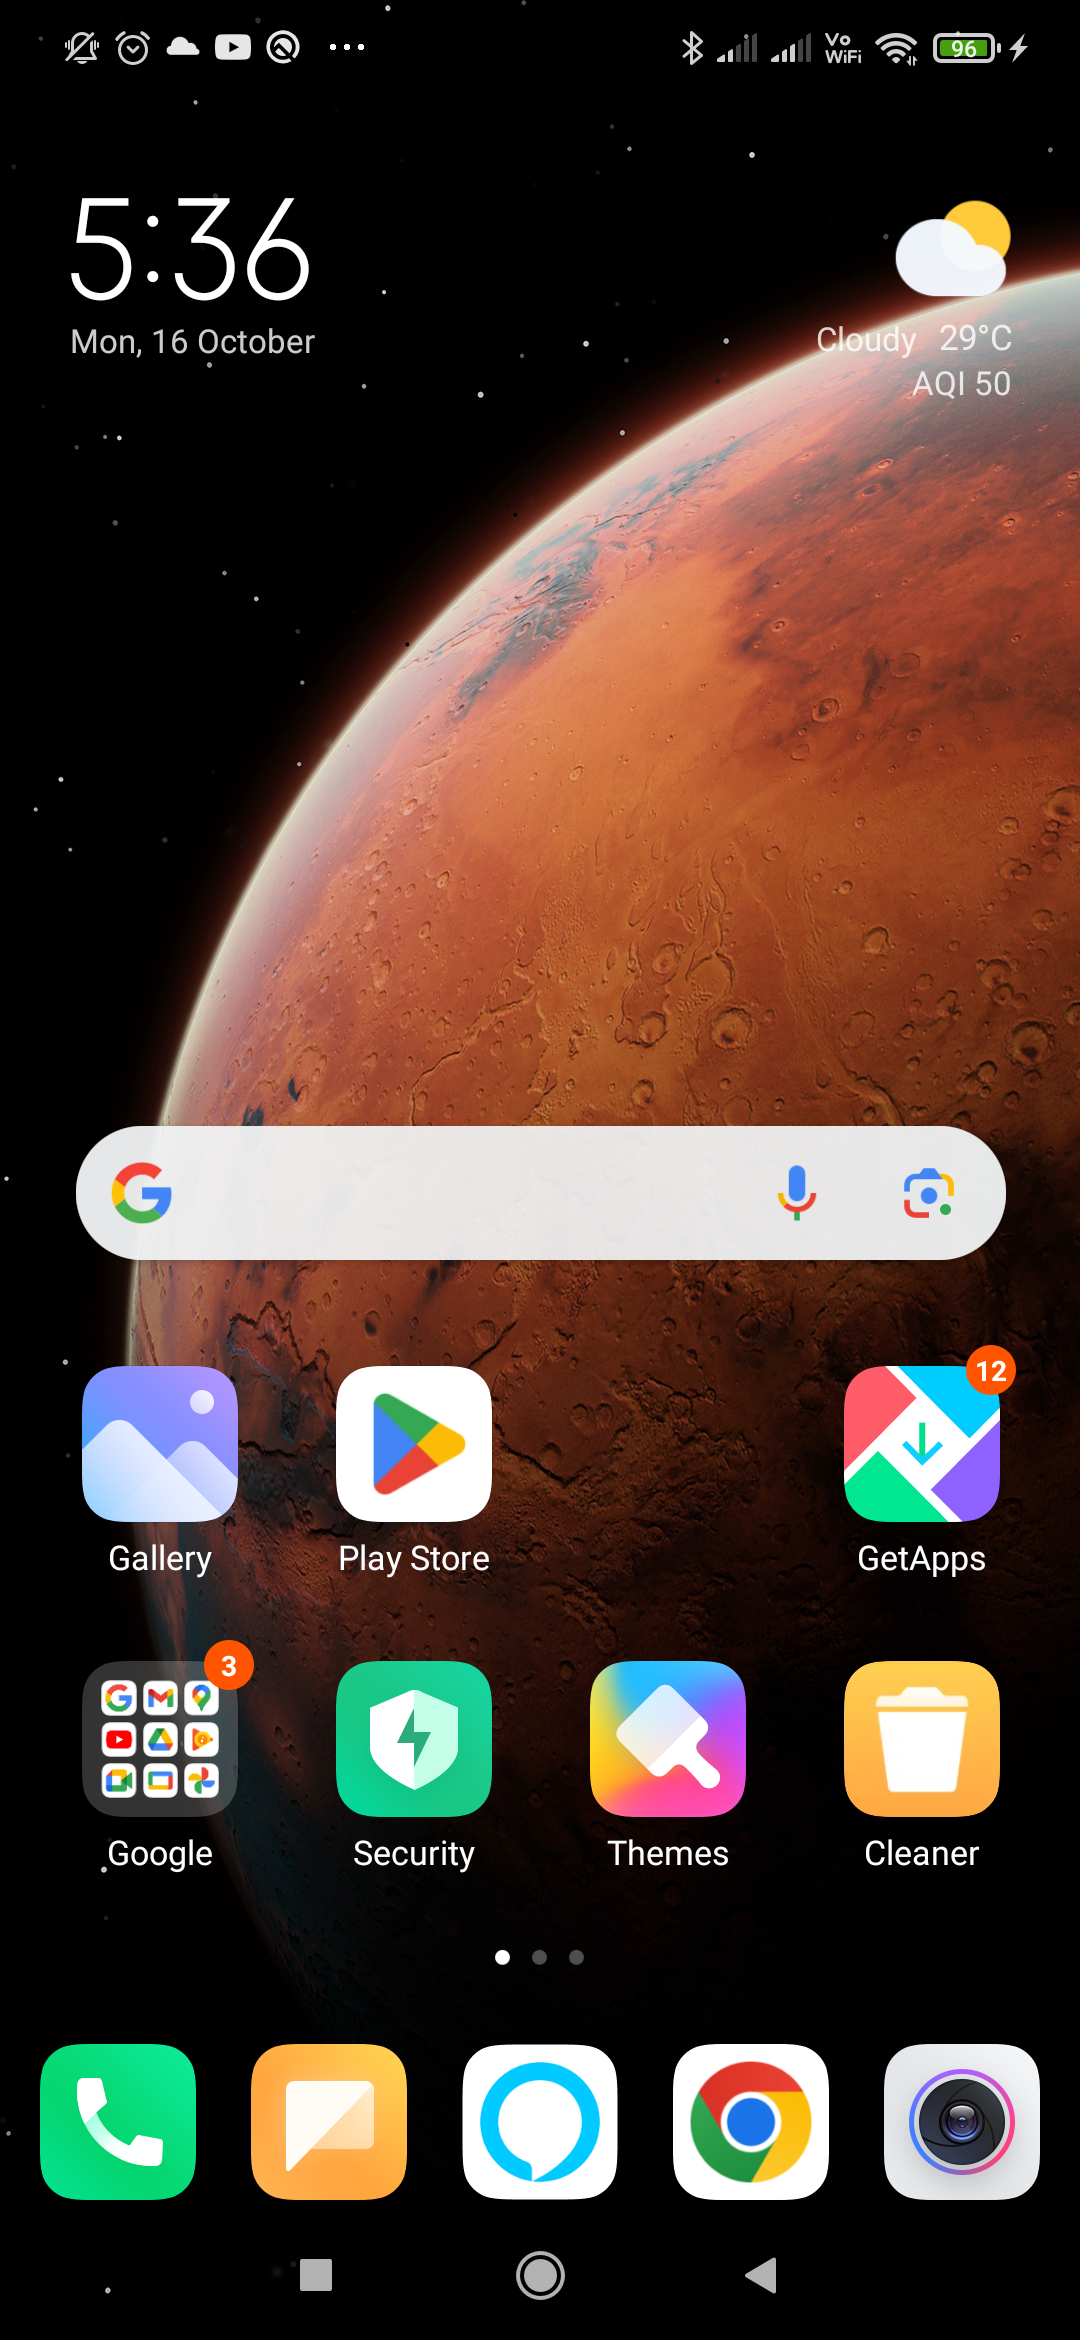 Vo
WiFi
96
5:36
Mon, 16 October
Cloudy 29°C
AQI 50
12
Gallery
Play Store
GetApps
3
Google
Security
Themes
Cleaner